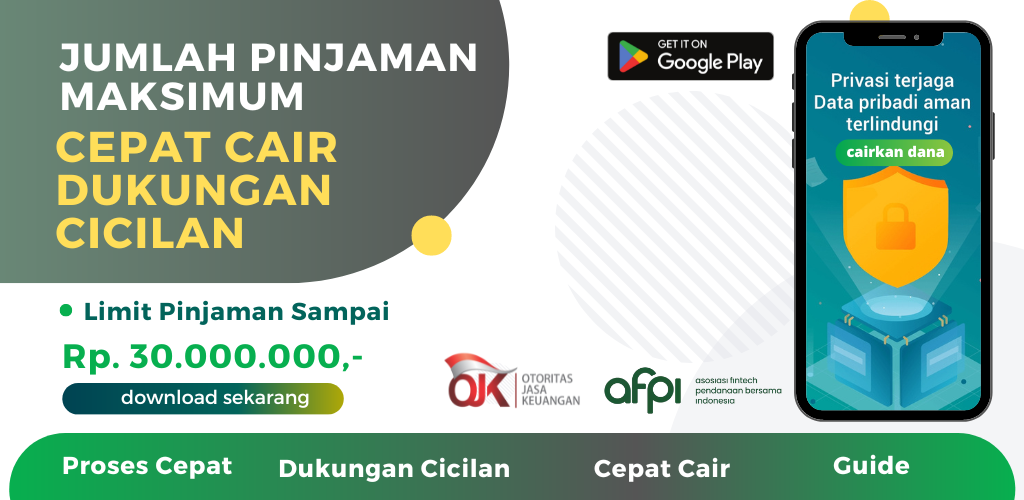 JUMLAH PINJAMAN
MAKSIMUM
CEPAT CAIR
DUKUNGAN
CICILAN
Limit Pinjaman Sampai
Rp. 30.000.000,-
download sekarang
GET IT ON
Google Play
Privasi terjaga
Data pribadi aman
terlindungi
cairkan dana
OJK
OTORITAS
JASA
KEUANGAN
afpi
asosiasi fintech
pendanaan bersama
indonesia
Proses Cepat
Dukungan Cicilan
Cepat Cair
Guide